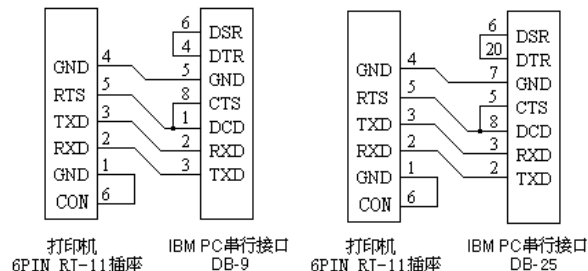 6 DSR
4 DTR
GND 4 5 GND
RTS 5 8 CTS
TXD 3 1 DCD
RXD 2 2 RXD
GND 1 3 TXD
CON 6
打印机
6PIN RT-11插座
IBM PC串行接口
DB-9
6 DSR
20 DTR
GND 4 7 GND
RTS 5 5 CTS
TXD 3 8 DCD
RXD 2 3 RXD
GND 1 2 TXD
CON 6
打印机
6PIN RT-11插座
IBM PC串行接口
DB-25